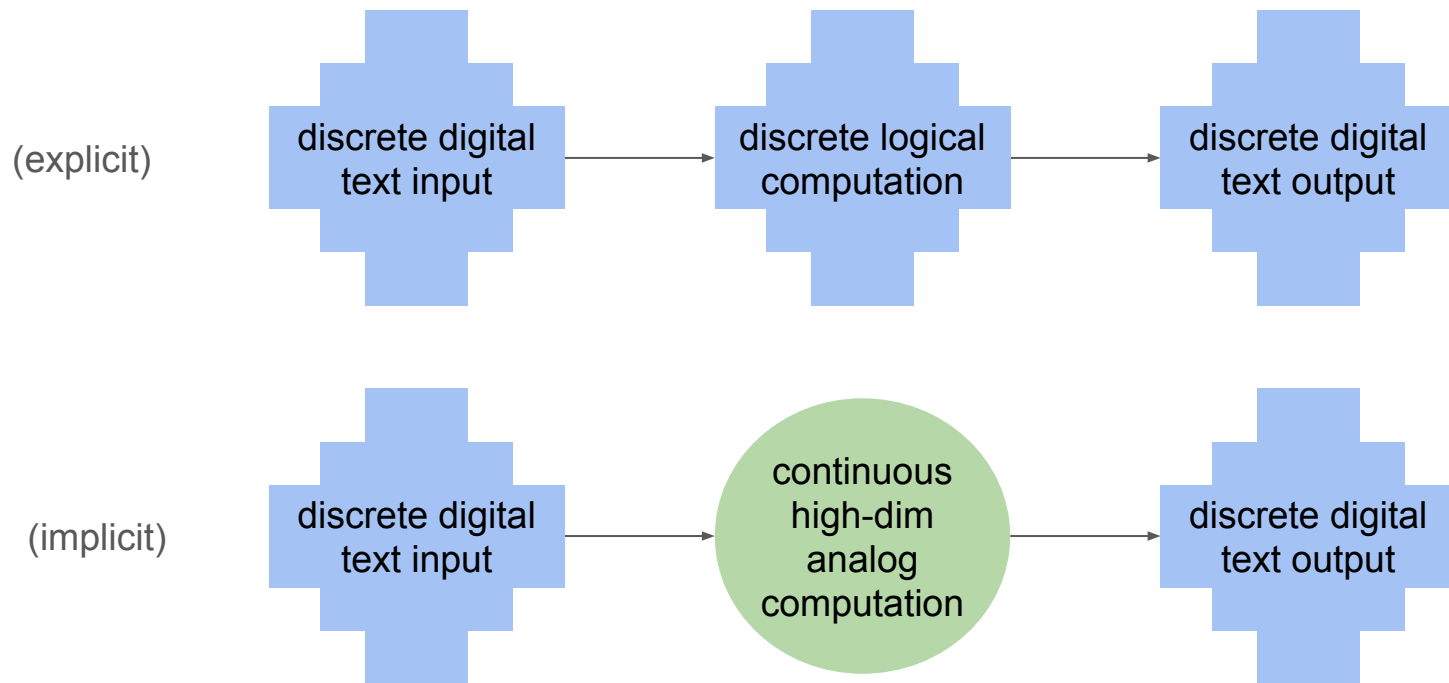 (explicit)
discrete digital
text input
discrete logical
computation
discrete digital
text output
(implicit)
discrete digital
text input
continuous
high-dim
analog
computation
discrete digital
text output